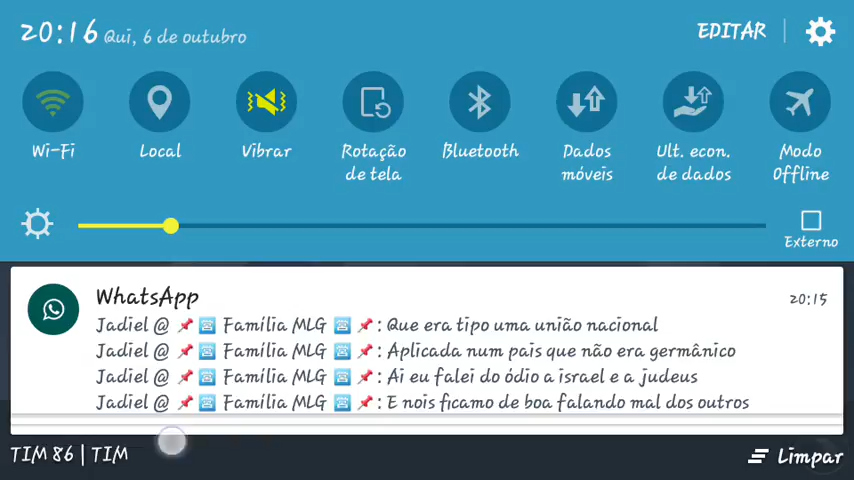 20:16 Qui, 6 de outubro EDITAR
Wi-Fi Local Vibrar Rotação de tela Bluetooth Dados móveis Ult. econ. de dados Modo Offline
Externo
WhatsApp 20:15
Jadiel @ 📌 ☎️ Família MLG ☎️ 📌: Que era tipo uma união nacional
Jadiel @ 📌 ☎️ Família MLG ☎️ 📌: Aplicada num pais que não era germânico
Jadiel @ 📌 ☎️ Família MLG ☎️ 📌: Ai eu falei do ódio a israel e a judeus
Jadiel @ 📌 ☎️ Família MLG ☎️ 📌: E nois ficamo de boa falando mal dos outros
TIM 86 | TIM Limpar